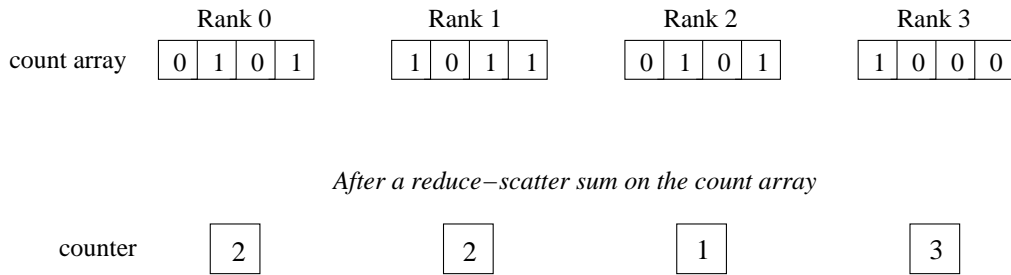 Rank 0 Rank 1 Rank 2 Rank 3
count array 0 1 0 1 1 0 1 1 0 1 0 1 1 0 0 0
After a reduce−scatter sum on the count array
counter 2 2 1 3